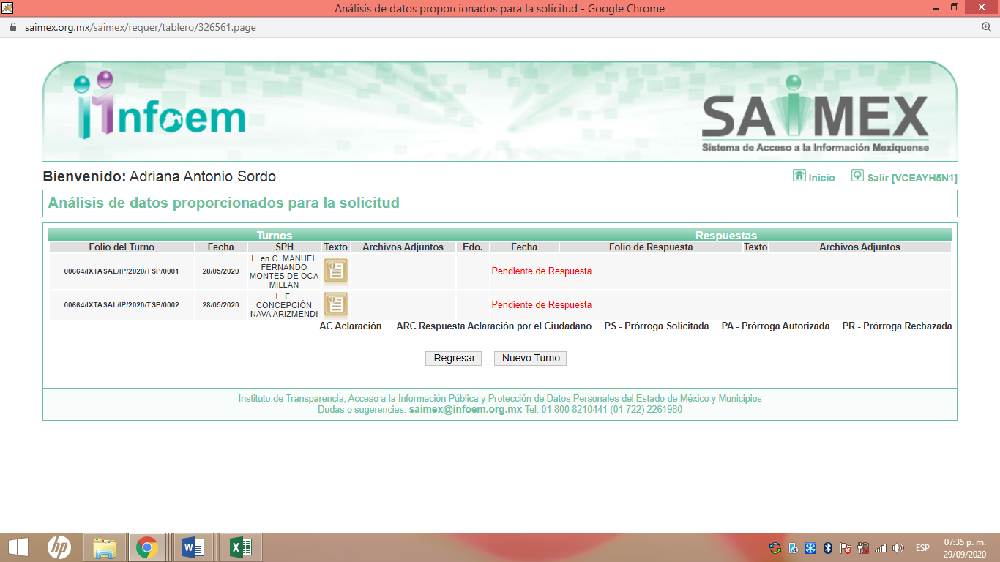 Análisis de datos proporcionados para la solicitud - Google Chrome
saimex.org.mx/saimex/requer/tablero/326561.page
infoem
SAIMEX
Sistema de Acceso a la Información Mexiquense
Bienvenido: Adriana Antonio Sordo
Inicio Salir [VCEAYH5N1]
Análisis de datos proporcionados para la solicitud
Turnos Respuestas
Folio del Turno Fecha SPH Texto Archivos Adjuntos Edo. Fecha Folio de Respuesta Texto Archivos Adjuntos
00664/IXTASAL/IP/2020/TSP/0001 28/05/2020 L. en C. MANUEL
FERNANDO
MONTES DE OCA
MILLAN
Pendiente de Respuesta
00664/IXTASAL/IP/2020/TSP/0002 28/05/2020 L. E.
CONCEPCIÓN
NAVA ARIZMENDI
Pendiente de Respuesta
AC Aclaración ARC Respuesta Aclaración por el Ciudadano PS - Prórroga Solicitada PA - Prórroga Autorizada PR - Prórroga Rechazada
Regresar Nuevo Turno
Instituto de Transparencia, Acceso a la Información Pública y Protección de Datos Personales del Estado de México y Municipios
Dudas o sugerencias: saimex@infoem.org.mx Tel. 01 800 8210441 (01 722) 2261980
hp
ESP
07:35 p. m.
29/09/2020